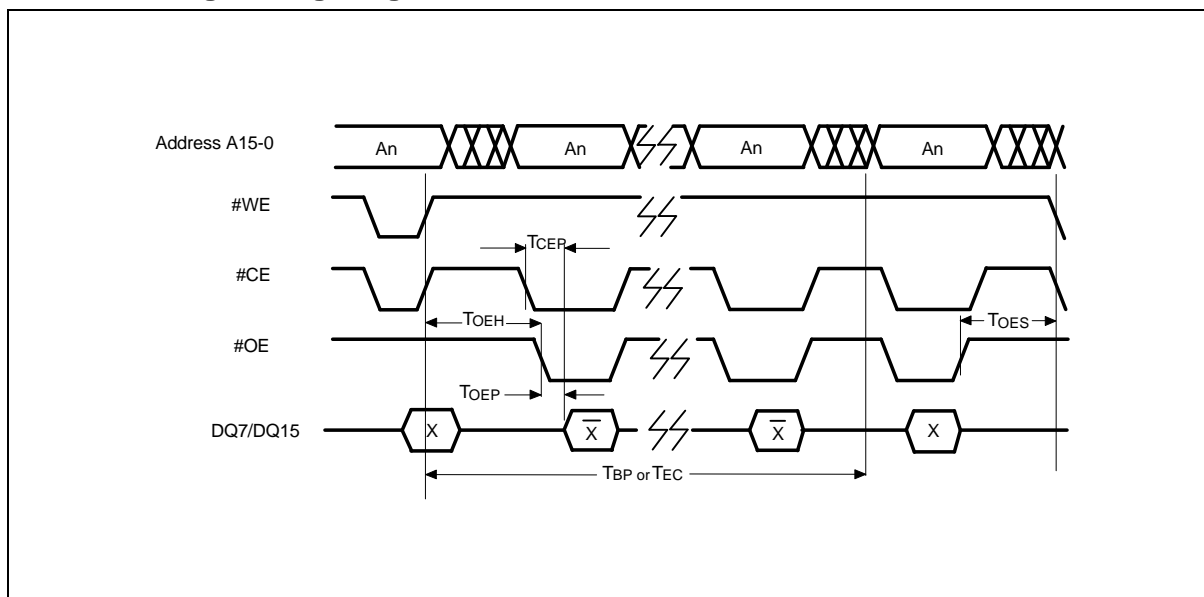 Address A15-0
An
An
An
An
#WE
TCEP
#CE
TOEH
TOES
#OE
TOEP
DQ7/DQ15
X
X
X
X
TBP or TEC